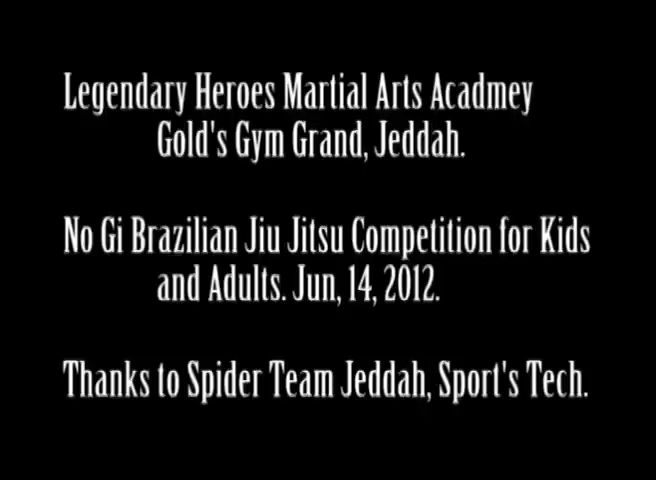 Legendary Heroes Martial Arts Acadmey
Gold's Gym Grand, Jeddah.
No Gi Brazilian Jiu Jitsu Competition for Kids
and Adults. Jun, 14, 2012.
Thanks to Spider Team Jeddah, Sport's Tech.